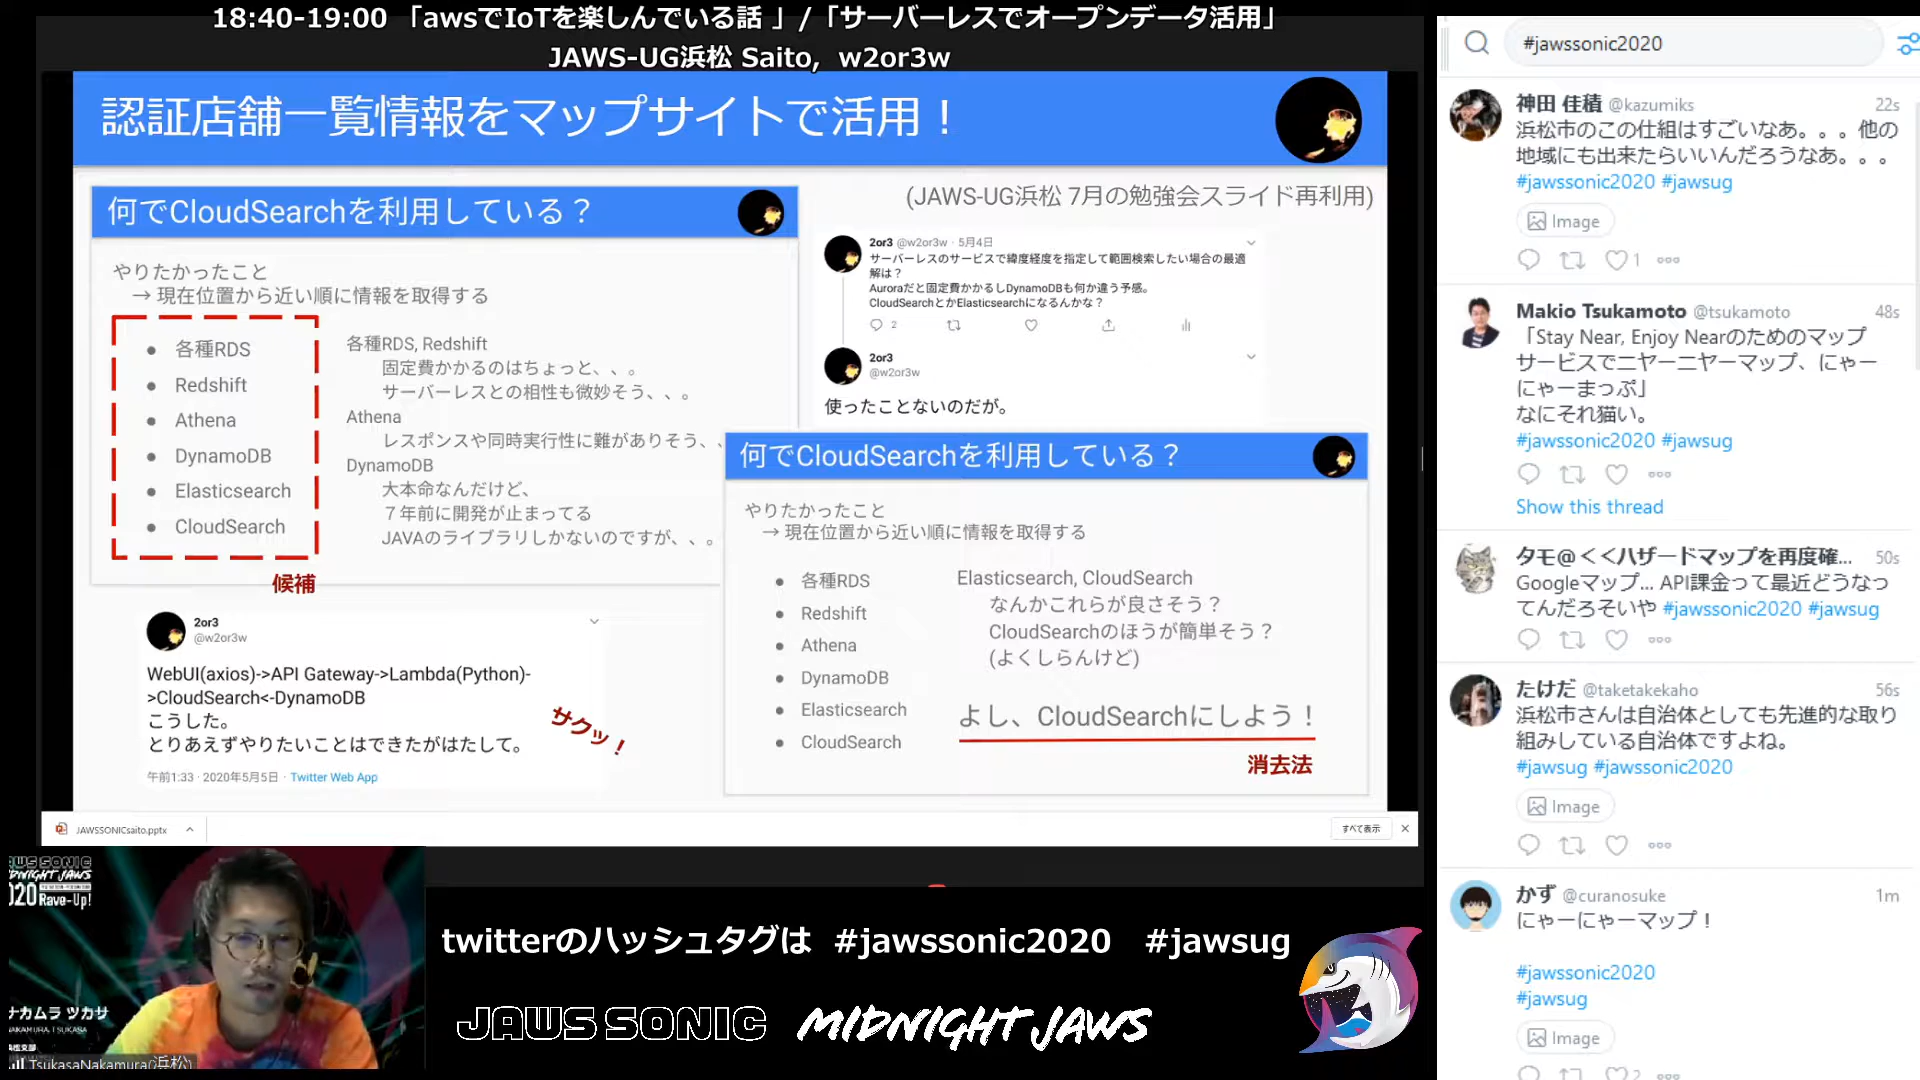 18:40-19:00 「awsでIoTを楽しんでいる話 」/「サーバーレスでオープンデータ活用」
JAWS-UG浜松 Saito, w2or3w
認証店舗一覧情報をマップサイトで活用！
(JAWS-UG浜松 7月の勉強会スライド再利用)
何でCloudSearchを利用している？
やりたかったこと
→ 現在位置から近い順に情報を取得する
● 各種RDS
● Redshift
● Athena
● DynamoDB
● Elasticsearch
● CloudSearch
候補
各種RDS, Redshift
固定費かかるのはちょっと、、。
サーバーレスとの相性も微妙そう、、。
Athena
レスポンスや同時実行性に難がありそう、、
DynamoDB
大本命なんだけど、
７年前に開発が止まってる
JAVAのライブラリしかないのですが、、。
2or3 @w2or3w · 5月4日
サーバーレスのサービスで緯度経度を指定して範囲検索したい場合の最適
解は？
Auroraだと固定費かかるしDynamoDBも何か違う予感。
CloudSearchとかElasticsearchになるんかな？
2
2or3
@w2or3w
使ったことないのだが。
何でCloudSearchを利用している？
やりたかったこと
→ 現在位置から近い順に情報を取得する
● 各種RDS
● Redshift
● Athena
● DynamoDB
● Elasticsearch
● CloudSearch
Elasticsearch, CloudSearch
なんかこれらが良さそう？
CloudSearchのほうが簡単そう？
(よくしらんけど)
よし、CloudSearchにしよう！
消去法
2or3
@w2or3w
WebUI(axios)->API Gateway->Lambda(Python)-
>CloudSearch<-DynamoDB
こうした。
とりあえずやりたいことはできたがはたして。
サクッ！
午前1:33 · 2020年5月5日 · Twitter Web App
JAWSSONICsaito.pptx
すべて表示
JAWS SONIC
MIDNIGHT JAWS
2020 Rave-Up!
ナカムラ ツカサ
NAKAMURA, TSUKASA
TsukasaNakamura(浜松)
twitterのハッシュタグは #jawssonic2020 #jawsug
JAWS SONIC MIDNIGHT JAWS
#jawssonic2020
神田 佳積 @kazumiks 22s
浜松市のこの仕組はすごいなあ。。。他の
地域にも出来たらいいんだろうなあ。。。
#jawssonic2020 #jawsug
Image
1
Makio Tsukamoto @tsukamoto 48s
「Stay Near, Enjoy Nearのためのマップ
サービスでニヤーニヤーマップ、にゃー
にゃーまっぷ」
なにそれ猫い。
#jawssonic2020 #jawsug
Show this thread
タモ@＜＜ハザードマップを再度確... 50s
Googleマップ... API課金って最近どうなっ
てんだろそいや #jawssonic2020 #jawsug
たけだ @taketakekaho 56s
浜松市さんは自治体としても先進的な取り
組みしている自治体ですよね。
#jawsug #jawssonic2020
Image
かず @curanosuke 1m
にゃーにゃーマップ！
#jawssonic2020
#jawsug
Image
2